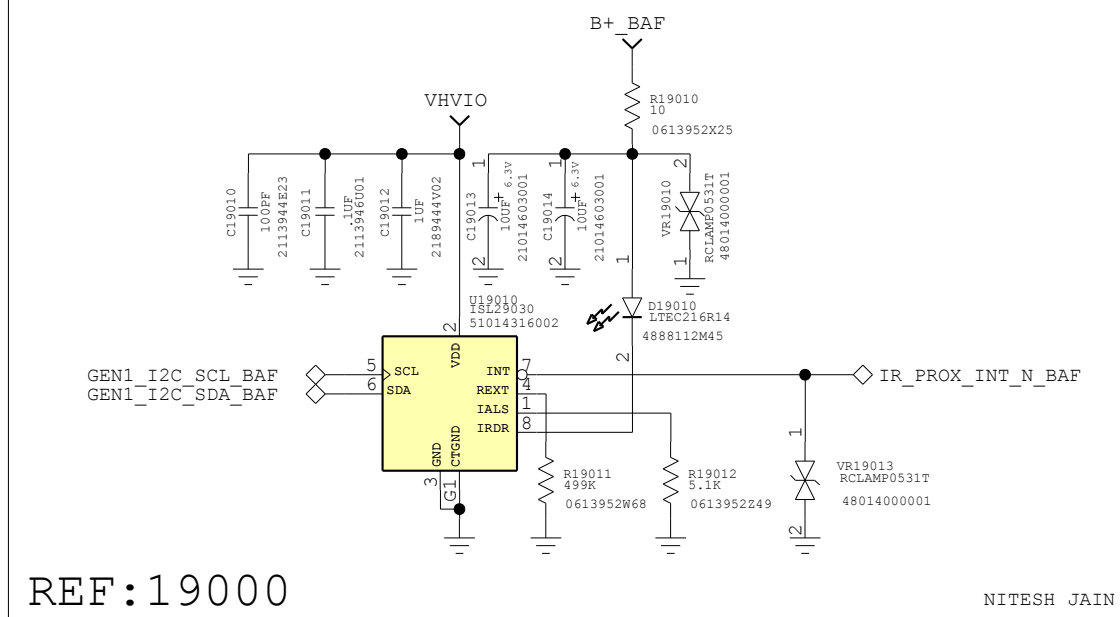 B+_BAF
R19010
10
0613952X25
VHVIO
C19010
100PF
2113944E23
C19011
.1UF
2113946U01
C19012
1UF
2189444V02
1
C19013
+ 6.3V
10UF
21014603001
2
1
C19014
+ 6.3V
10UF
21014603001
2
1
2
VR19010
RCLAMP0531T
48014000001
1
U19010
ISL29030
51014316002
D19010
LTEC216R14
4888112M45
2
2
VDD
GEN1_I2C_SCL_BAF
5
SCL
GEN1_I2C_SDA_BAF
6
SDA
INT
7
REXT
4
IALS
1
IRDR
8
GND
CTGND
3
G1
IR_PROX_INT_N_BAF
R19011
499K
0613952W68
R19012
5.1K
0613952Z49
1
VR19013
RCLAMP0531T
48014000001
2
REF:19000
NITESH JAIN